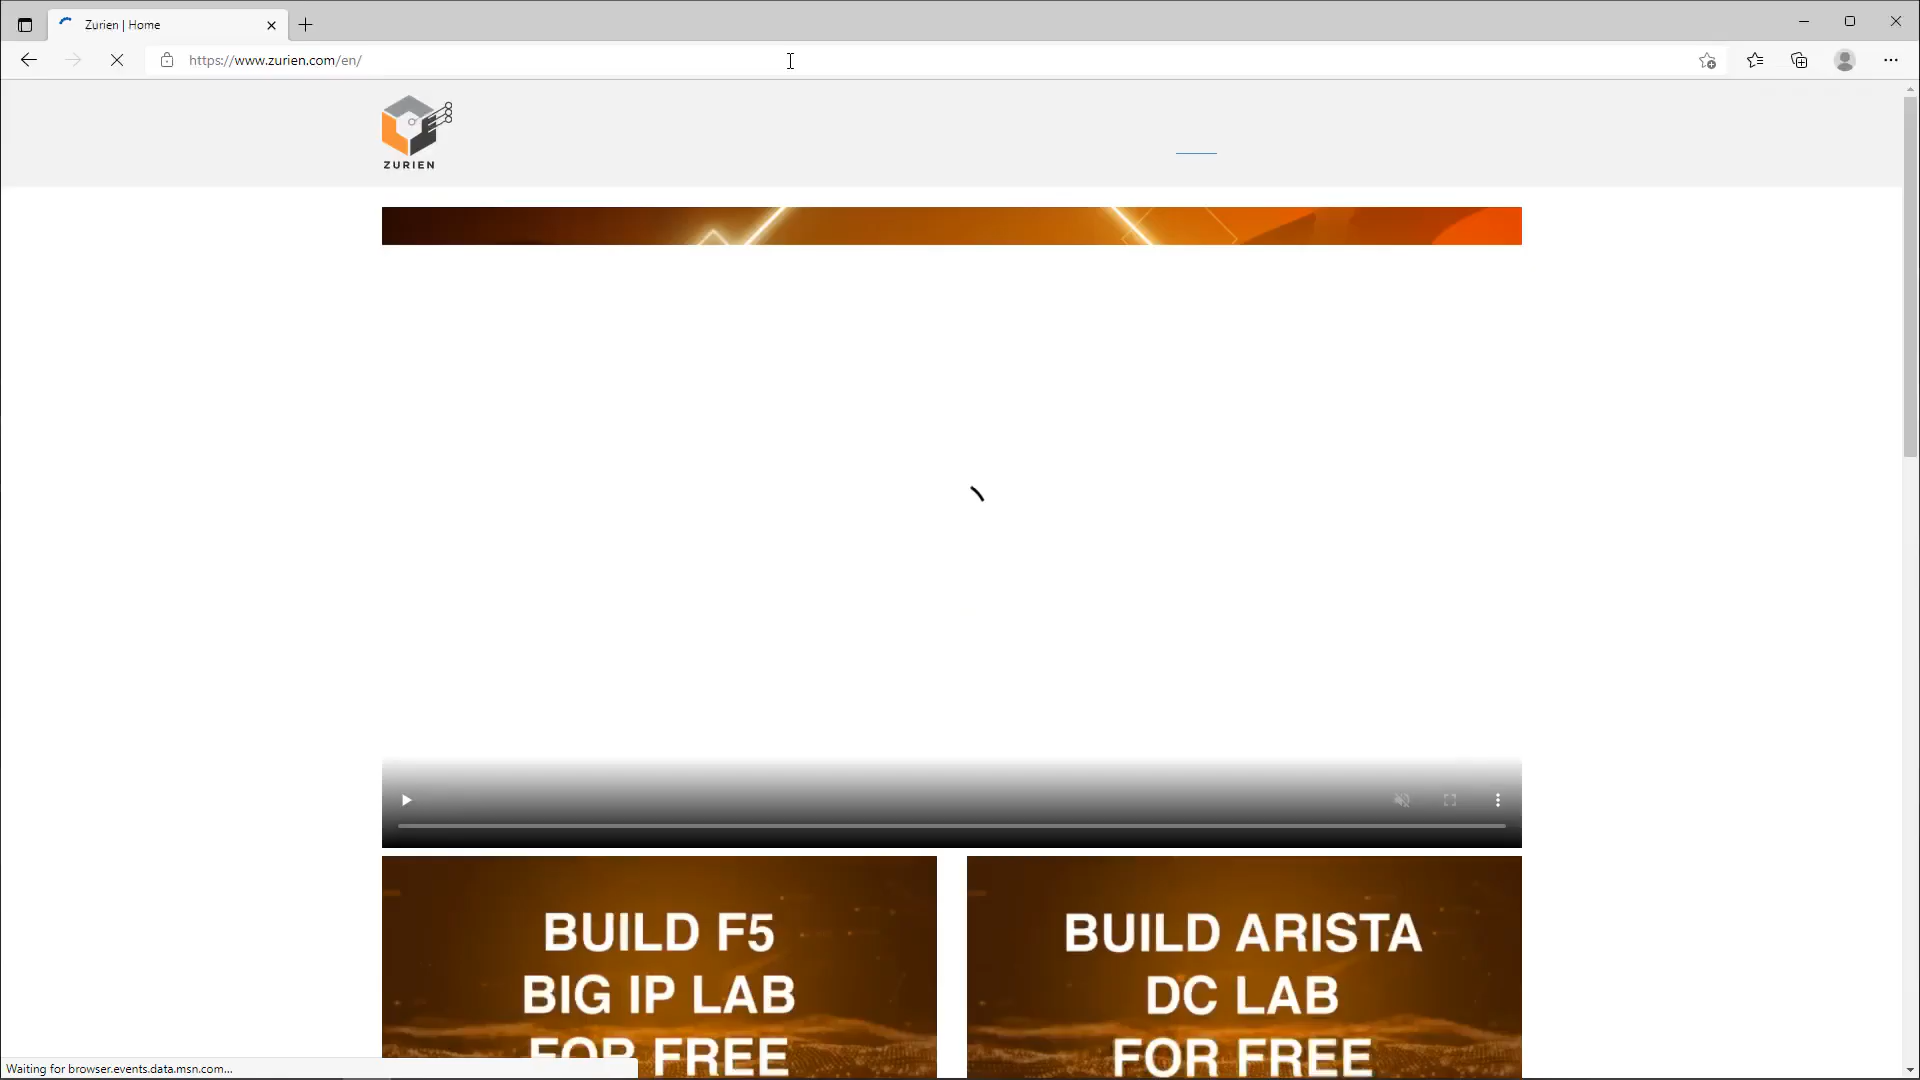 Zurien | Home
https://www.zurien.com/en/
ZURIEN
BUILD F5
BIG IP LAB
FOR FREE
BUILD ARISTA
DC LAB
FOR FREE
Waiting for browser.events.data.msn.com...